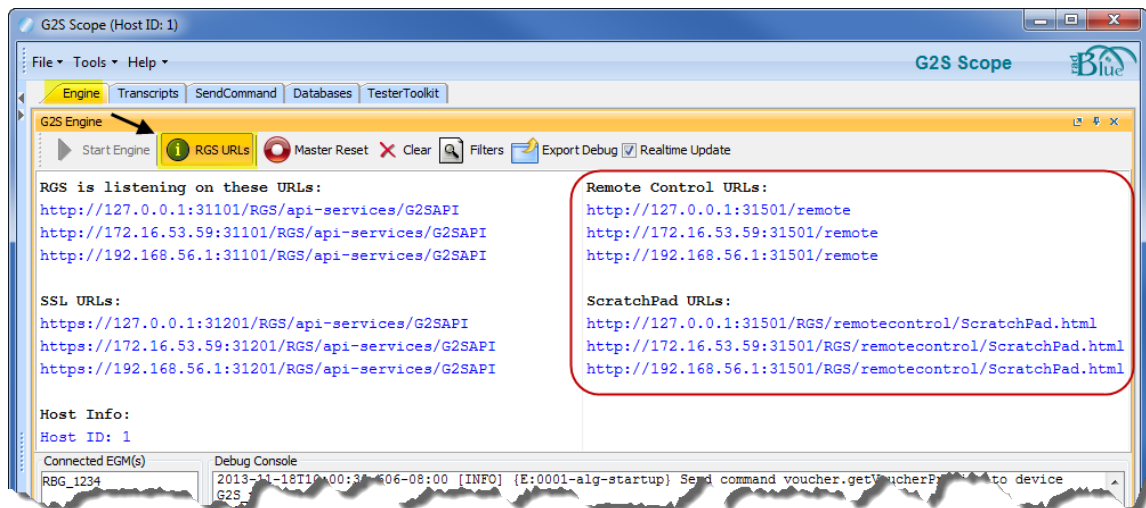 G2S Scope (Host ID: 1)
File Tools Help
G2S Scope
rad Blue
Engine Transcripts SendCommand Databases TesterToolkit
G2S Engine
Start Engine RGS URLs Master Reset Clear Filters Export Debug Realtime Update
RGS is listening on these URLs:
http://127.0.0.1:31101/RGS/api-services/G2SAPI
http://172.16.53.59:31101/RGS/api-services/G2SAPI
http://192.168.56.1:31101/RGS/api-services/G2SAPI
SSL URLs:
https://127.0.0.1:31201/RGS/api-services/G2SAPI
https://172.16.53.59:31201/RGS/api-services/G2SAPI
https://192.168.56.1:31201/RGS/api-services/G2SAPI
Host Info:
Host ID: 1
Remote Control URLs:
http://127.0.0.1:31501/remote
http://172.16.53.59:31501/remote
http://192.168.56.1:31501/remote
ScratchPad URLs:
http://127.0.0.1:31501/RGS/remotecontrol/ScratchPad.html
http://172.16.53.59:31501/RGS/remotecontrol/ScratchPad.html
http://192.168.56.1:31501/RGS/remotecontrol/ScratchPad.html
Connected EGM(s)
RBG_1234
Debug Console
[INFO] {E:0001-alg-startup} Send command to device